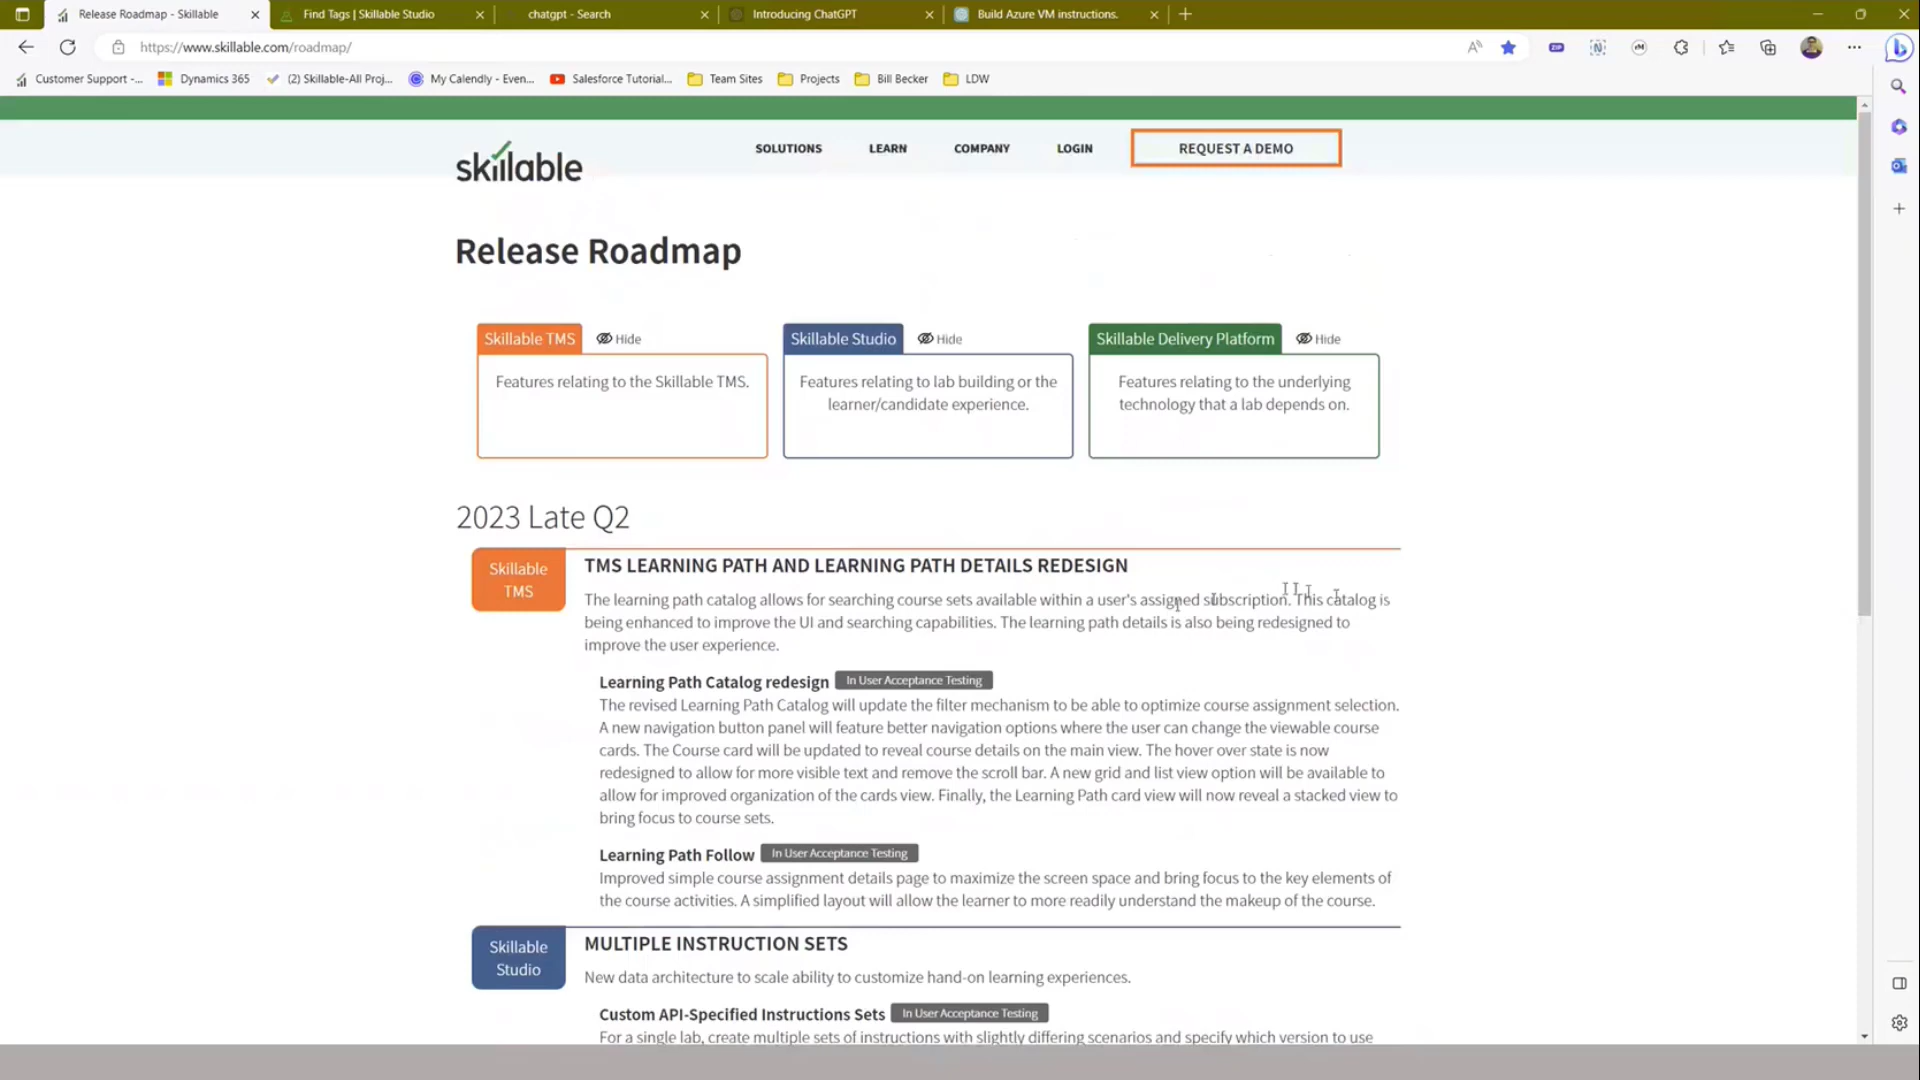 Release Roadmap - Skillable
Find Tags | Skillable Studio
chatgpt - Search
Introducing ChatGPT
Build Azure VM instructions.
https://www.skillable.com/roadmap/
Customer Support -...
Dynamics 365
(2) Skillable-All Proj...
My Calendly - Even...
Salesforce Tutorial...
Team Sites
Projects
Bill Becker
LDW
skillable
SOLUTIONS
LEARN
COMPANY
LOGIN
REQUEST A DEMO
Release Roadmap
Skillable TMS
Hide
Skillable Studio
Hide
Skillable Delivery Platform
Hide
Features relating to the Skillable TMS.
Features relating to lab building or the
learner/candidate experience.
Features relating to the underlying
technology that a lab depends on.
2023 Late Q2
Skillable
TMS
TMS LEARNING PATH AND LEARNING PATH DETAILS REDESIGN
The learning path catalog allows for searching course sets available within a user's assigned subscription. This catalog is
being enhanced to improve the UI and searching capabilities. The learning path details is also being redesigned to
improve the user experience.
Learning Path Catalog redesign In User Acceptance Testing
The revised Learning Path Catalog will update the filter mechanism to be able to optimize course assignment selection.
A new navigation button panel will feature better navigation options where the user can change the viewable course
cards. The Course card will be updated to reveal course details on the main view. The hover over state is now
redesigned to allow for more visible text and remove the scroll bar. A new grid and list view option will be available to
allow for improved organization of the cards view. Finally, the Learning Path card view will now reveal a stacked view to
bring focus to course sets.
Learning Path Follow In User Acceptance Testing
Improved simple course assignment details page to maximize the screen space and bring focus to the key elements of
the course activities. A simplified layout will allow the learner to more readily understand the makeup of the course.
Skillable
Studio
MULTIPLE INSTRUCTION SETS
New data architecture to scale ability to customize hand-on learning experiences.
Custom API-Specified Instructions Sets In User Acceptance Testing
For a single lab, create multiple sets of instructions with slightly differing scenarios and specify which version to use